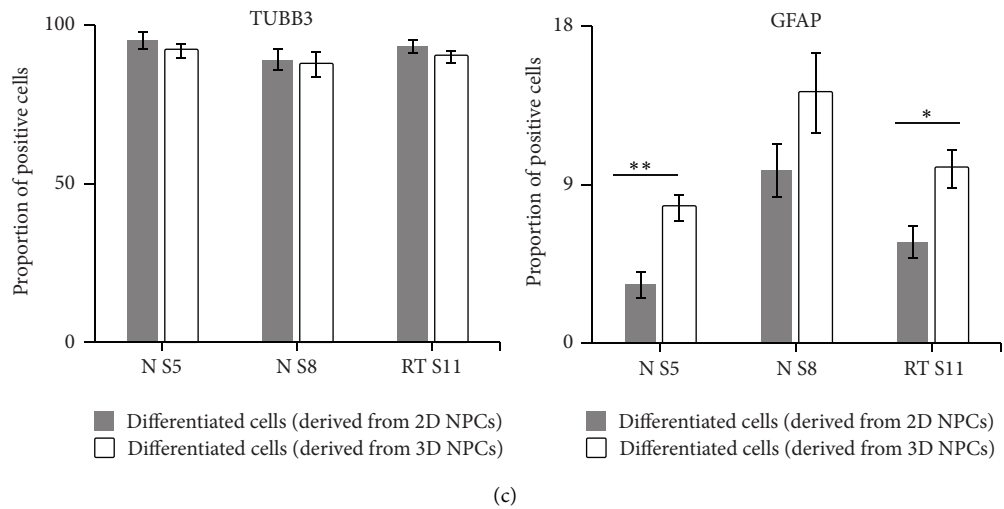 TUBB3
Proportion of positive cells
100
50
0
N S5
N S8
RT S11
Differentiated cells (derived from 2D NPCs)
Differentiated cells (derived from 3D NPCs)
GFAP
Proportion of positive cells
18
9
0
**
*
N S5
N S8
RT S11
Differentiated cells (derived from 2D NPCs)
Differentiated cells (derived from 3D NPCs)
(c)